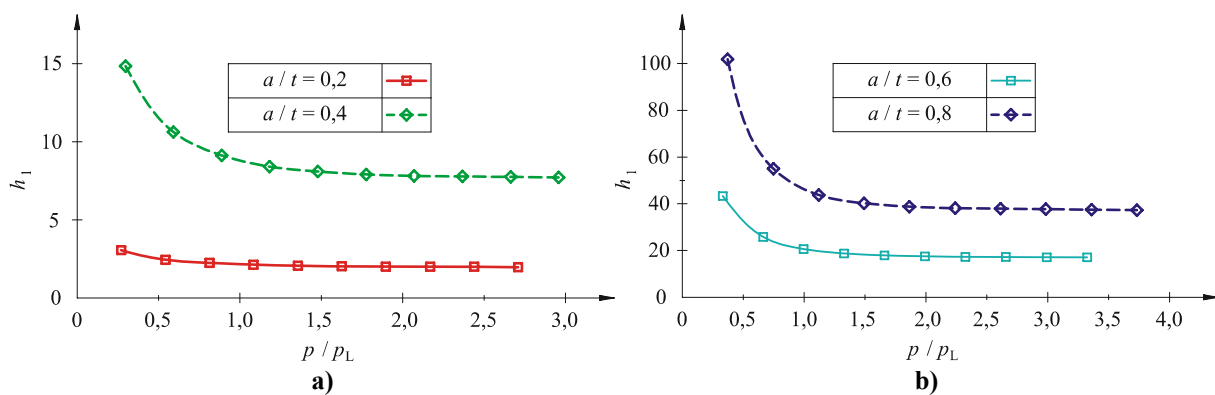 15
10
5
0
h1
a / t = 0,2
a / t = 0,4
0
0,5
1,0
1,5
2,0
2,5
3,0
p / pL
a)
100
80
60
40
20
0
h1
a / t = 0,6
a / t = 0,8
0
0,5
1,0
1,5
2,0
2,5
3,0
3,5
4,0
p / pL
b)